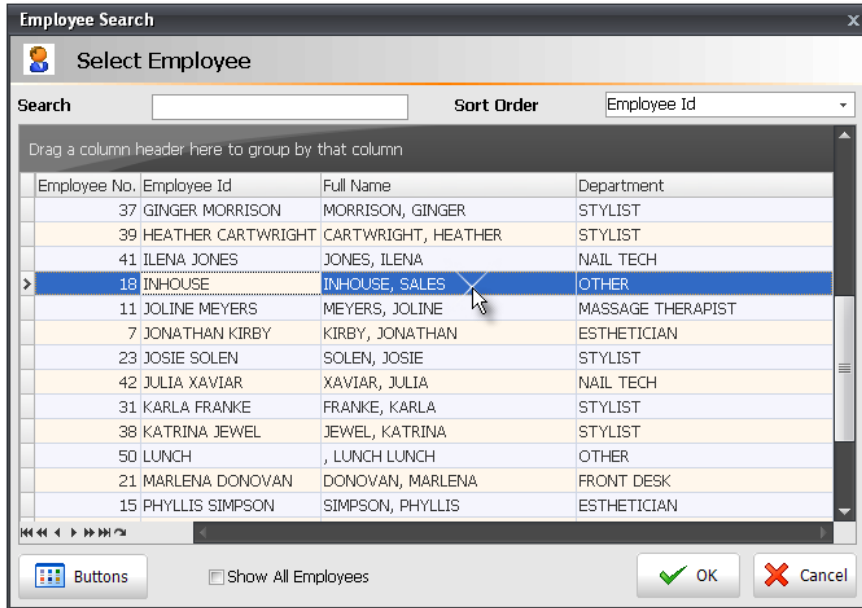 Employee Search x
Select Employee
Search Sort Order Employee Id
Drag a column header here to group by that column
Employee No. Employee Id Full Name Department
37 GINGER MORRISON MORRISON, GINGER STYLIST
39 HEATHER CARTWRIGHT CARTWRIGHT, HEATHER STYLIST
41 ILENA JONES JONES, ILENA NAIL TECH
18 INHOUSE INHOUSE, SALES OTHER
11 JOLINE MEYERS MEYERS, JOLINE MASSAGE THERAPIST
7 JONATHAN KIRBY KIRBY, JONATHAN ESTHETICIAN
23 JOSIE SOLEN SOLEN, JOSIE STYLIST
42 JULIA XAVIAR XAVIAR, JULIA NAIL TECH
31 KARLA FRANKE FRANKE, KARLA STYLIST
38 KATRINA JEWEL JEWEL, KATRINA STYLIST
50 LUNCH , LUNCH LUNCH OTHER
21 MARLENA DONOVAN DONOVAN, MARLENA FRONT DESK
15 PHYLLIS SIMPSON SIMPSON, PHYLLIS ESTHETICIAN
Buttons Show All Employees OK Cancel